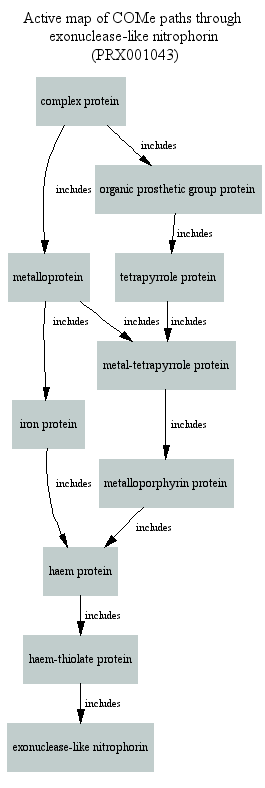 Active map of COMe paths through
exonuclease-like nitrophorin
(PRX001043)
complex protein
includes
includes
organic prosthetic group protein
includes
metalloprotein
tetrapyrrole protein
includes
includes
includes
metal-tetrapyrrole protein
iron protein
includes
metalloporphyrin protein
includes
includes
haem protein
includes
haem-thiolate protein
includes
exonuclease-like nitrophorin